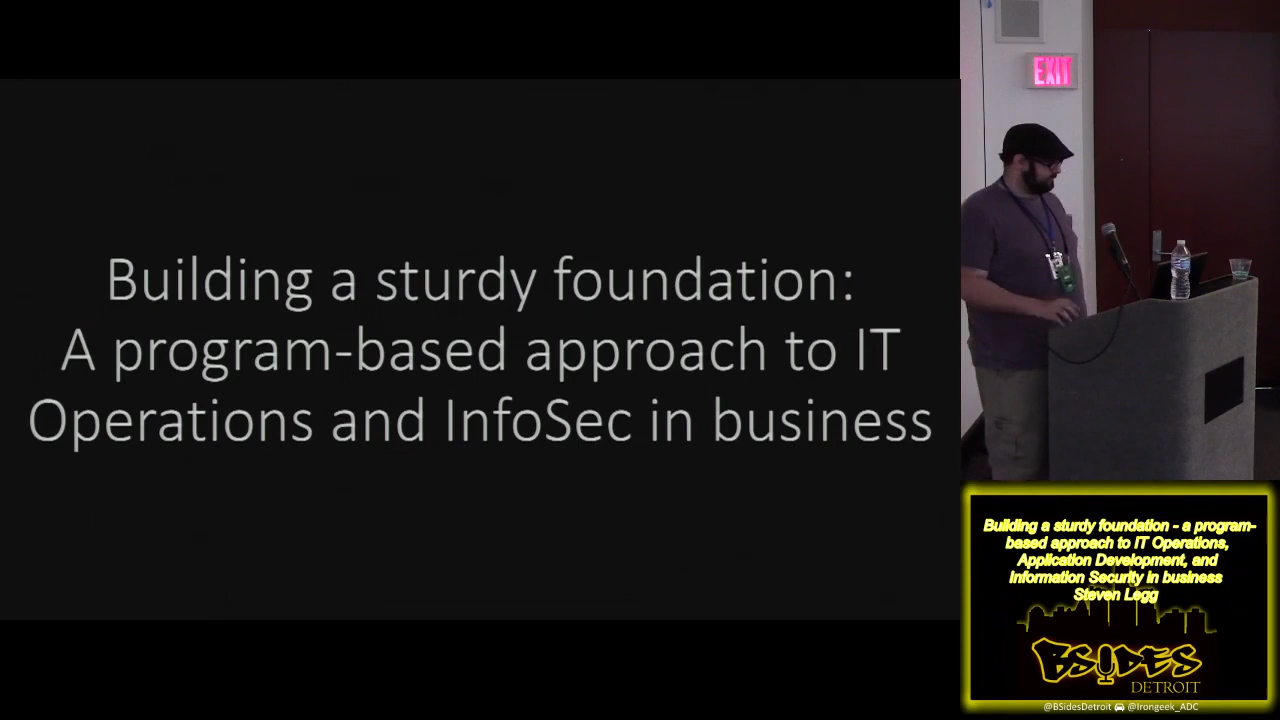 Building a sturdy foundation:
A program-based approach to IT
Operations and InfoSec in business
EXIT
Building a sturdy foundation - a program-
based approach to IT Operations,
Application Development, and
Information Security in business
Steven Legg
BSIDES
DETROIT
@BSidesDetroit @Irongeek_ADC